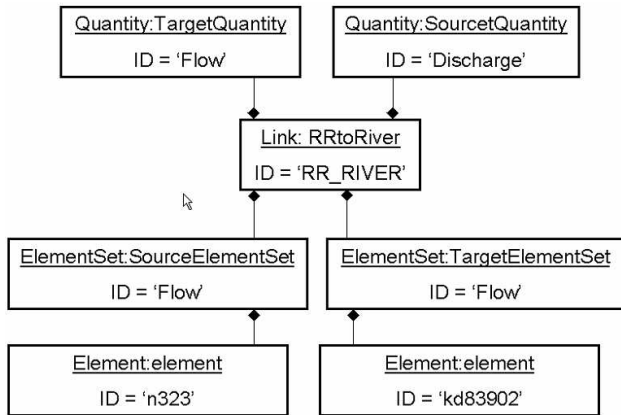 Quantity:TargetQuantity
ID = ‘Flow’
Quantity:SourcetQuantity
ID = ‘Discharge’
Link: RRtoRiver
ID = ‘RR_RIVER’
ElementSet:SourceElementSet
ID = ‘Flow’
ElementSet:TargetElementSet
ID = ‘Flow’
Element:element
ID = ‘n323’
Element:element
ID = ‘kd83902’